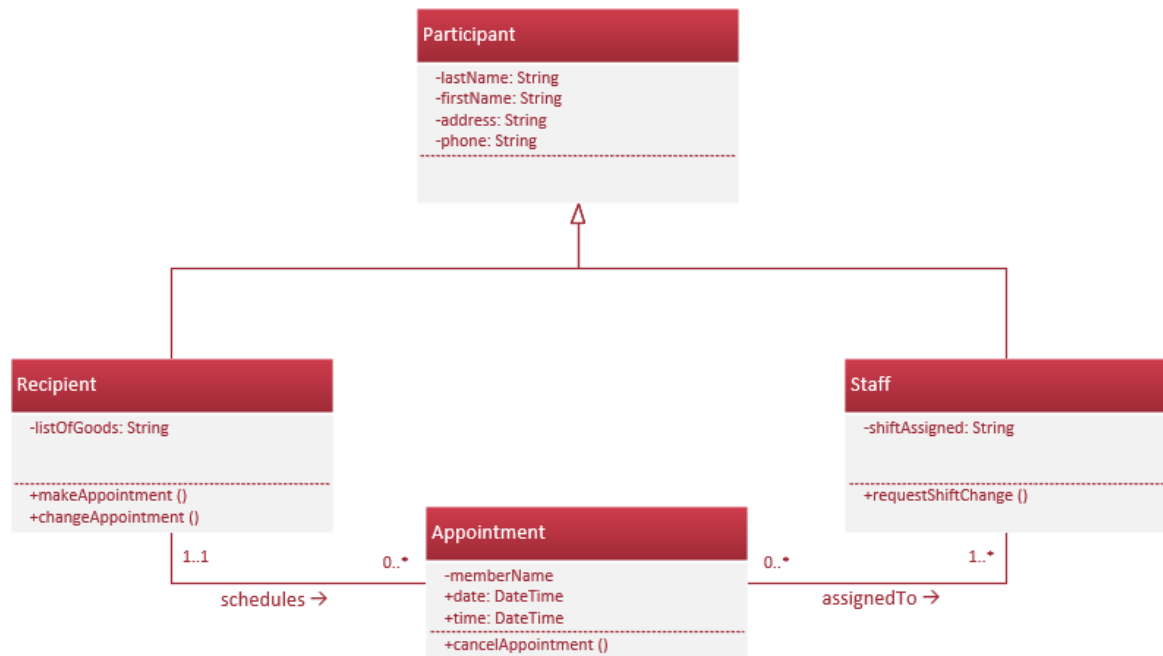 Participant
-lastName: String
-firstName: String
-address: String
-phone: String
Recipient
-listOfGoods: String
+makeAppointment ()
+changeAppointment ()
Staff
-shiftAssigned: String
+requestShiftChange ()
1..1
0..*
schedules →
Appointment
-memberName
+date: DateTime
+time: DateTime
+cancelAppointment ()
0..*
1..*
assignedTo →